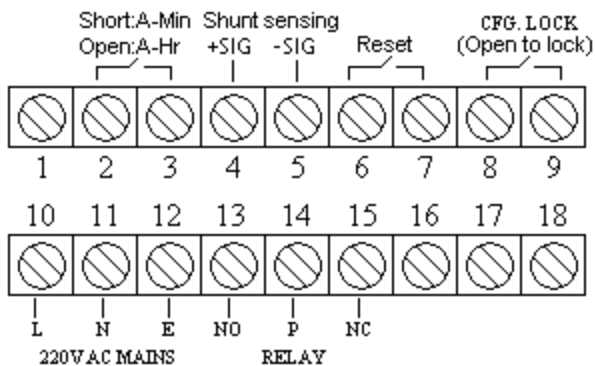 Short:A-Min Shunt sensing CFG. LOCK
Open:A-Hr +SIG -SIG Reset (Open to lock)
1 2 3 4 5 6 7 8 9
10 11 12 13 14 15 16 17 18
L N E NO P NC
220VAC MAINS RELAY